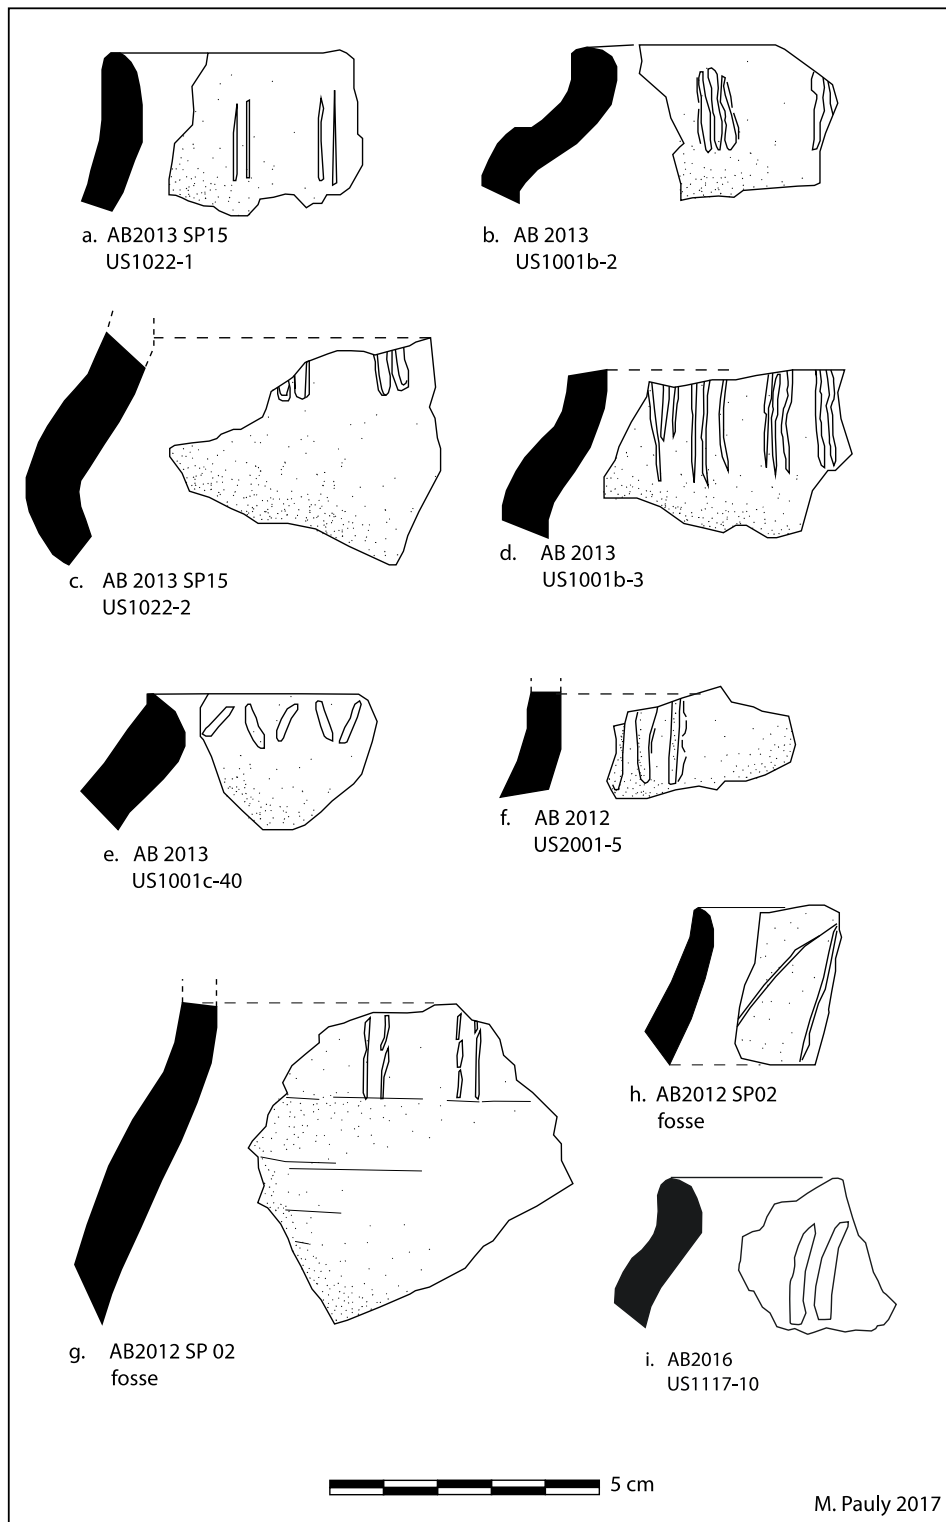 a. AB2013 SP15
US1022-1
b. AB 2013
US1001b-2
c. AB 2013 SP15
US1022-2
d. AB 2013
US1001b-3
e. AB 2013
US1001c-40
f. AB 2012
US2001-5
g. AB2012 SP 02
fosse
h. AB2012 SP02
fosse
i. AB2016
US1117-10
5 cm
M. Pauly 2017